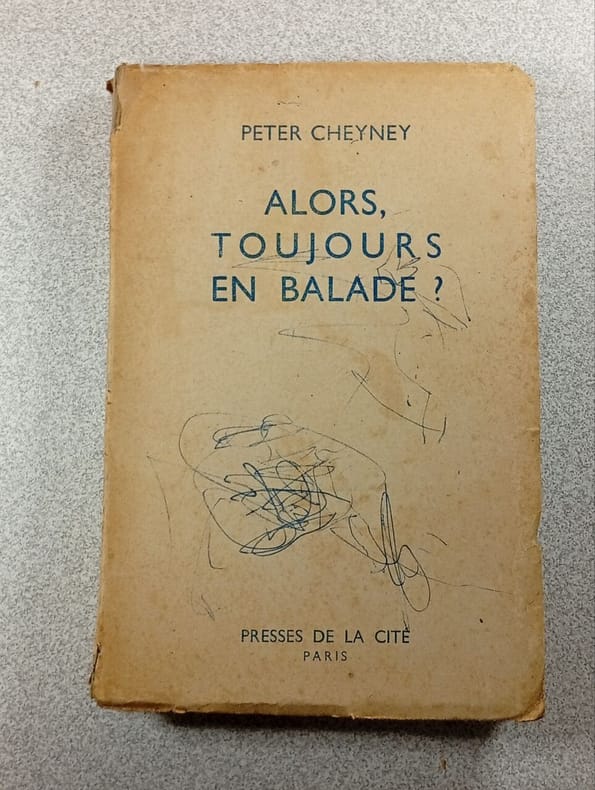 PETER CHEYNEY
ALORS,
TOUJOURS
EN BALADE ?
PRESSES DE LA CITÉ
PARIS